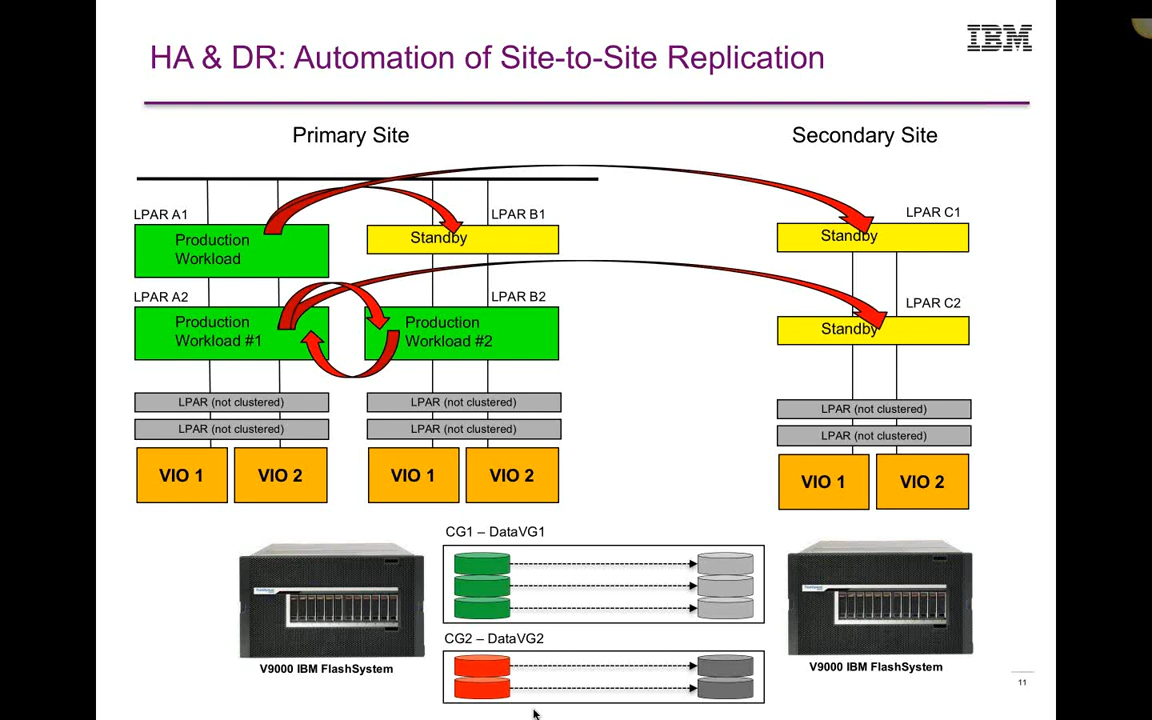 HA & DR: Automation of Site-to-Site Replication
IBM
Primary Site
Secondary Site
LPAR A1
LPAR B1
LPAR C1
Production
Workload
Standby
Standby
LPAR A2
LPAR B2
LPAR C2
Production
Workload #1
Production
Workload #2
Standby
LPAR (not clustered)
LPAR (not clustered)
LPAR (not clustered)
LPAR (not clustered)
LPAR (not clustered)
LPAR (not clustered)
VIO 1
VIO 2
VIO 1
VIO 2
VIO 1
VIO 2
CG1 – DataVG1
CG2 – DataVG2
V9000 IBM FlashSystem
V9000 IBM FlashSystem
11